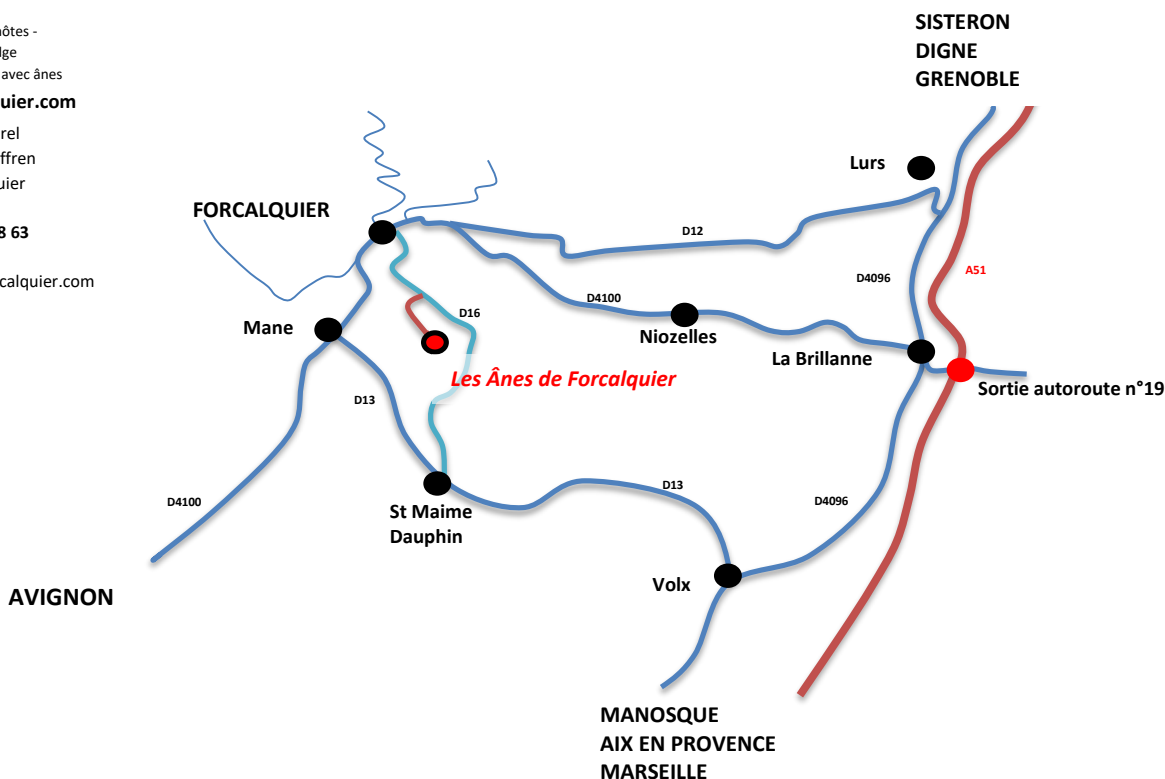 ôtes -
avec ânes
uier.com
rel
ffren
uier
8 63
calquier.com
SISTERON
DIGNE
GRENOBLE
Lurs
FORCALQUIER
D12
D4096
A51
D4100
D16
Niozelles
Mane
La Brillanne
Les Ânes de Forcalquier
Sortie autoroute n°19
D13
D4100
St Maime
Dauphin
D13
D4096
Volx
AVIGNON
MANOSQUE
AIX EN PROVENCE
MARSEILLE